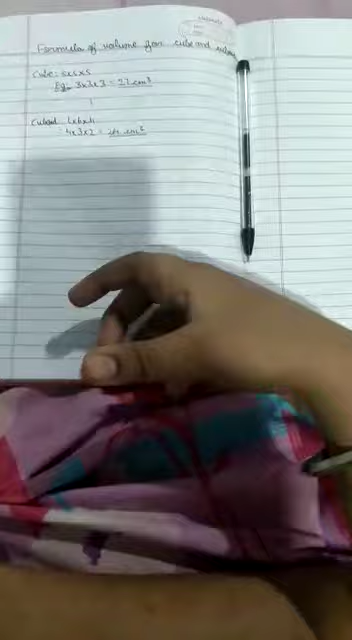 Formula of volume for cube and cuboid
Cube: s×s×s
Eg:- 3×3×3 = 27 cm³
Cuboid L×b×h
4×3×2 = 24 cm²